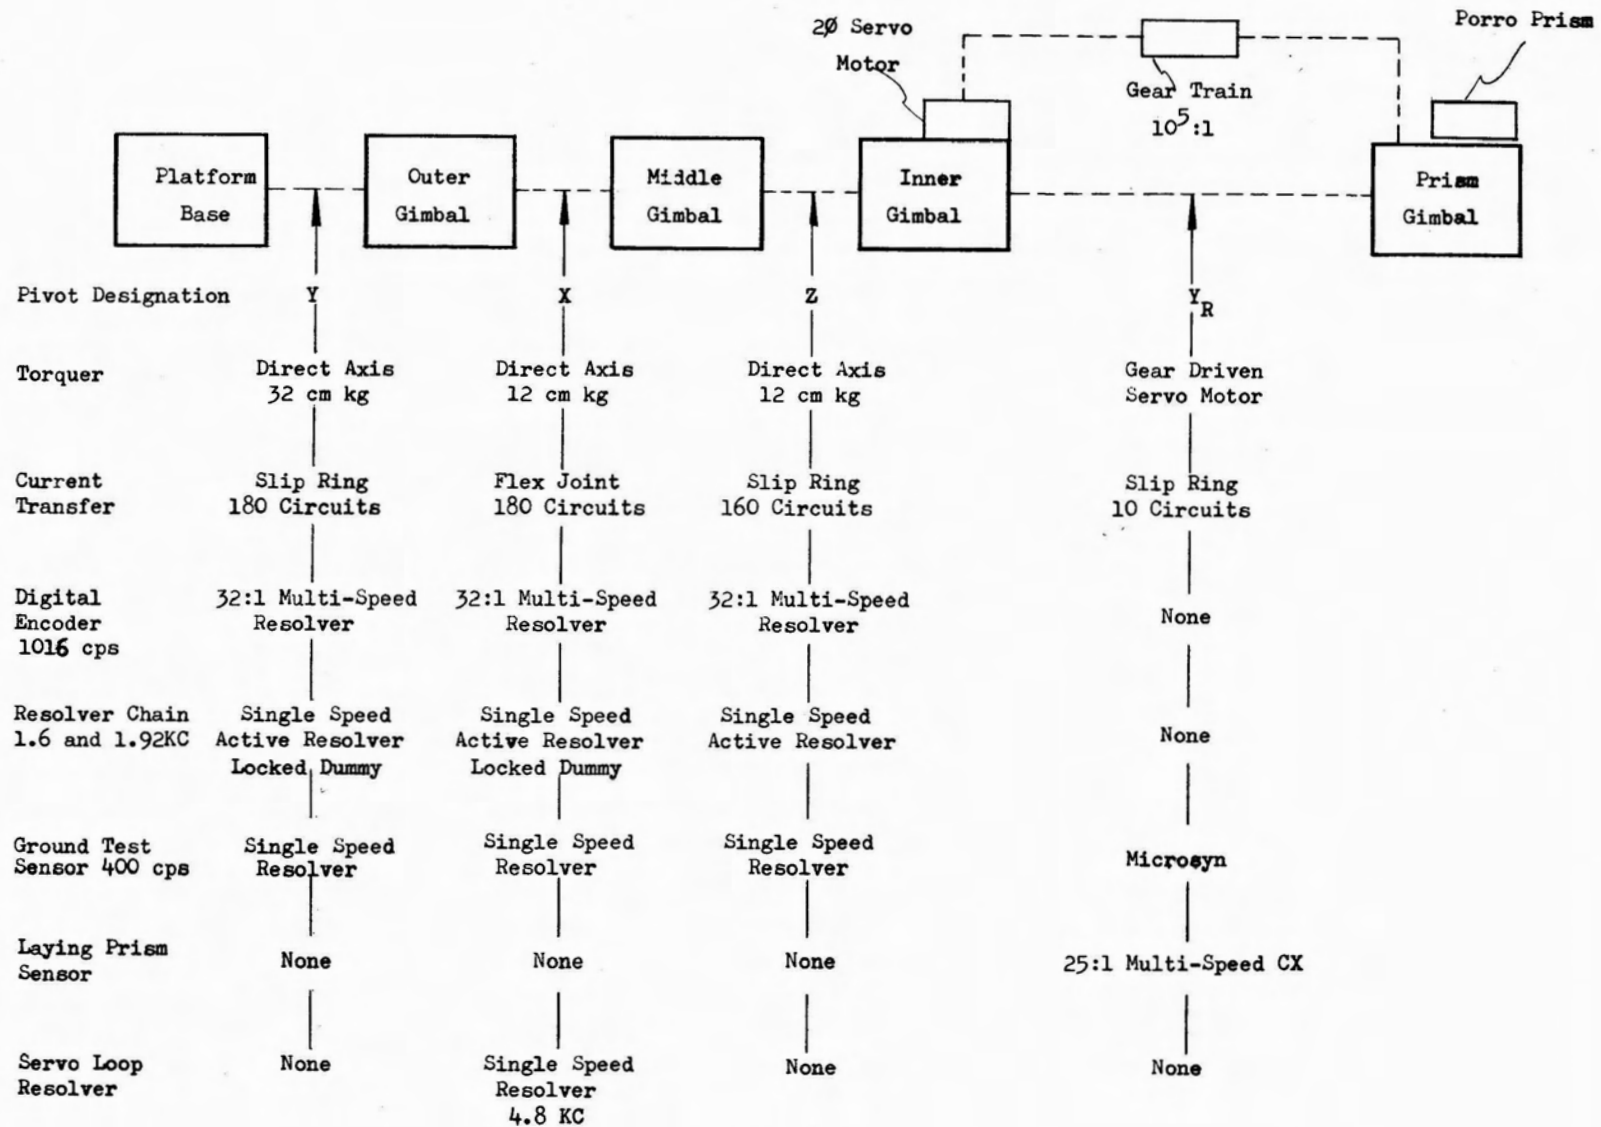 2ø Servo
Motor
Porro Prism
Gear Train
10⁵:1
Platform
Base
Outer
Gimbal
Middle
Gimbal
Inner
Gimbal
Prism
Gimbal
Pivot Designation Y X Z Y_R
Torquer
Direct Axis
32 cm kg
Direct Axis
12 cm kg
Direct Axis
12 cm kg
Gear Driven
Servo Motor
Current
Transfer
Slip Ring
180 Circuits
Flex Joint
180 Circuits
Slip Ring
160 Circuits
Slip Ring
10 Circuits
Digital
Encoder
1016 cps
32:1 Multi-Speed
Resolver
32:1 Multi-Speed
Resolver
32:1 Multi-Speed
Resolver
None
Resolver Chain
1.6 and 1.92KC
Single Speed
Active Resolver
Locked Dummy
Single Speed
Active Resolver
Locked Dummy
Single Speed
Active Resolver
None
Ground Test
Sensor 400 cps
Single Speed
Resolver
Single Speed
Resolver
Single Speed
Resolver
Microsyn
Laying Prism
Sensor
None
None
None
25:1 Multi-Speed CX
Servo Loop
Resolver
None
Single Speed
Resolver
4.8 KC
None
None